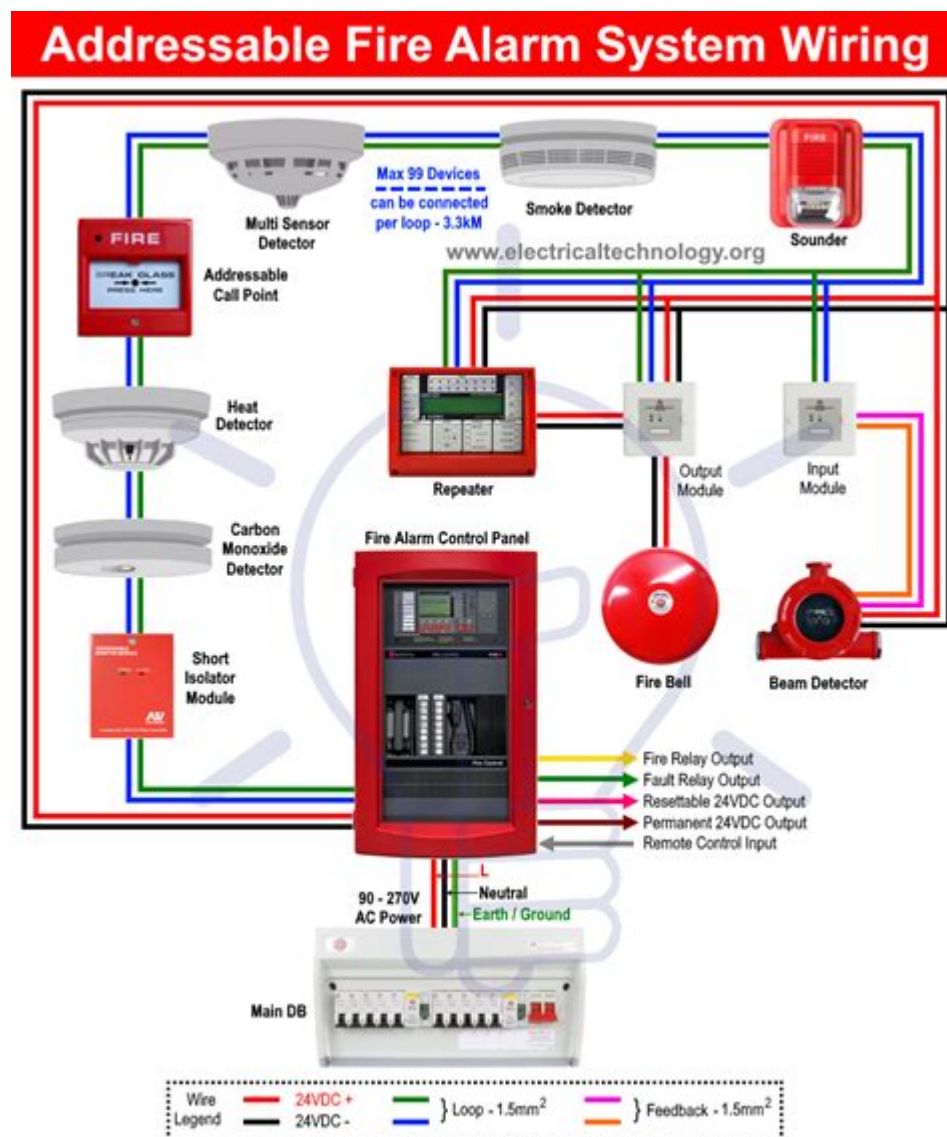 Addressable Fire Alarm System Wiring
Max 99 Devices
can be connected
per loop - 3.3kM
Multi Sensor
Detector
Smoke Detector
FIRE
Sounder
www.electricaltechnology.org
FIRE
BREAK GLASS
PRESS HERE
Addressable
Call Point
Heat
Detector
Repeater
Output
Module
Input
Module
Carbon
Monoxide
Detector
Fire Alarm Control Panel
Short
Isolator
Module
Fire Bell
Beam Detector
Fire Relay Output
Fault Relay Output
Resettable 24VDC Output
Permanent 24VDC Output
Remote Control Input
L
90 - 270V
AC Power
Neutral
Earth / Ground
Main DB
Wire
Legend
24VDC +
24VDC -
} Loop - 1.5mm²
} Feedback - 1.5mm²